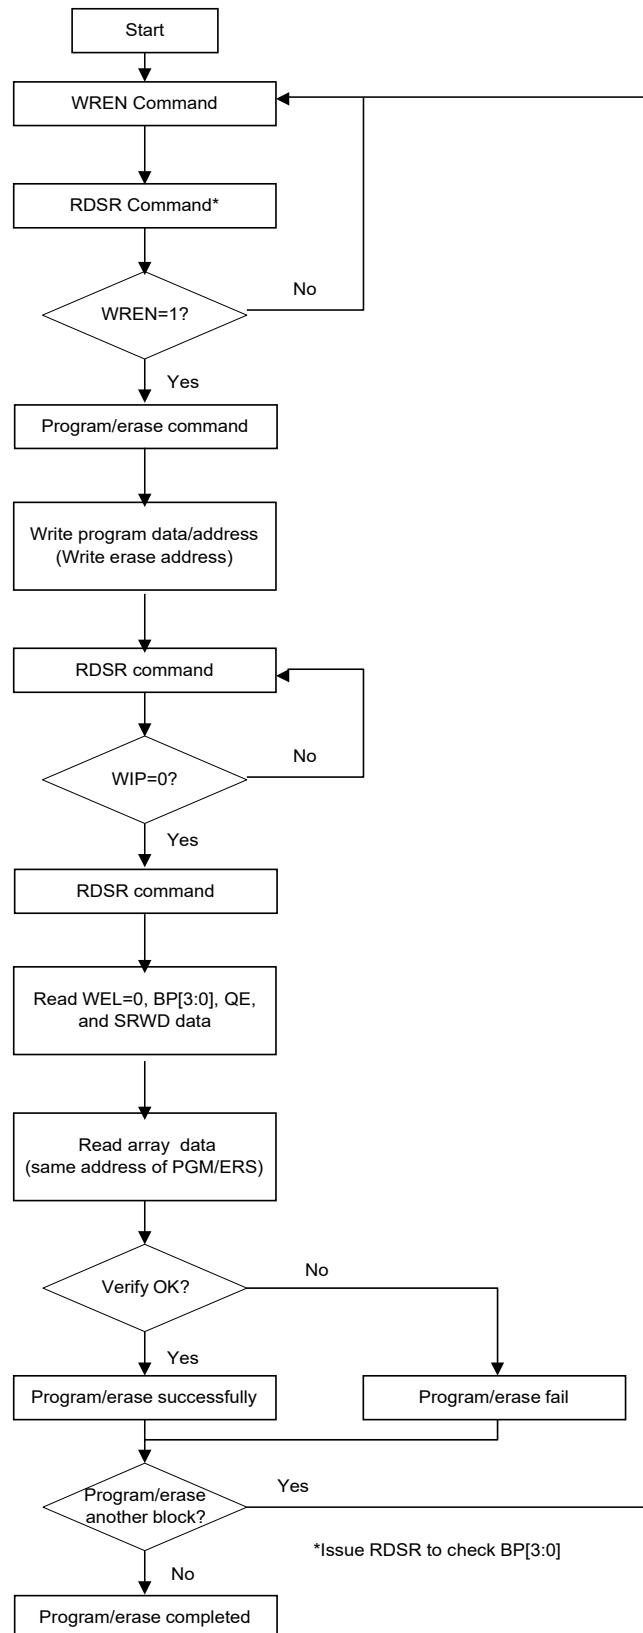 Start
WREN Command
RDSR Command*
WREN=1?
No
Yes
Program/erase command
Write program data/address
(Write erase address)
RDSR command
WIP=0?
No
Yes
RDSR command
Read WEL=0, BP[3:0], QE,
and SRWD data
Read array data
(same address of PGM/ERS)
Verify OK?
No
Yes
Program/erase successfully
Program/erase fail
Program/erase
another block?
Yes
*Issue RDSR to check BP[3:0]
No
Program/erase completed